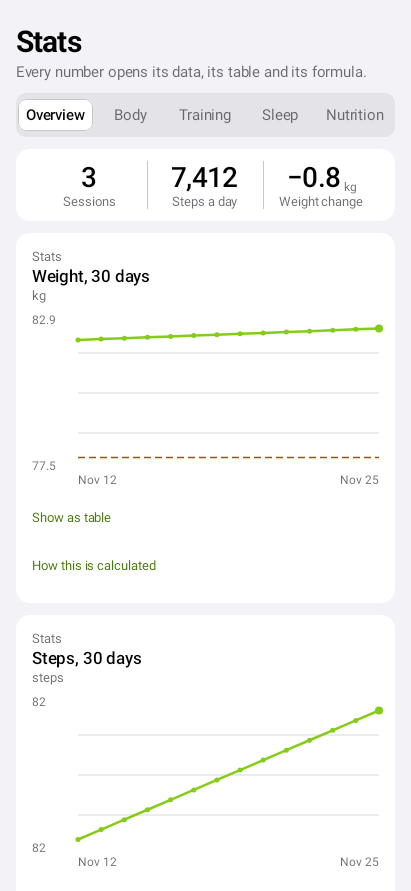 Stats
Every number opens its data, its table and its formula.
Overview Body Training Sleep Nutrition
3 7,412 −0.8 kg
Sessions Steps a day Weight change
Stats
Weight, 30 days
kg
82.9
77.5
Nov 12 Nov 25
Show as table
How this is calculated
Stats
Steps, 30 days
steps
82
82
Nov 12 Nov 25